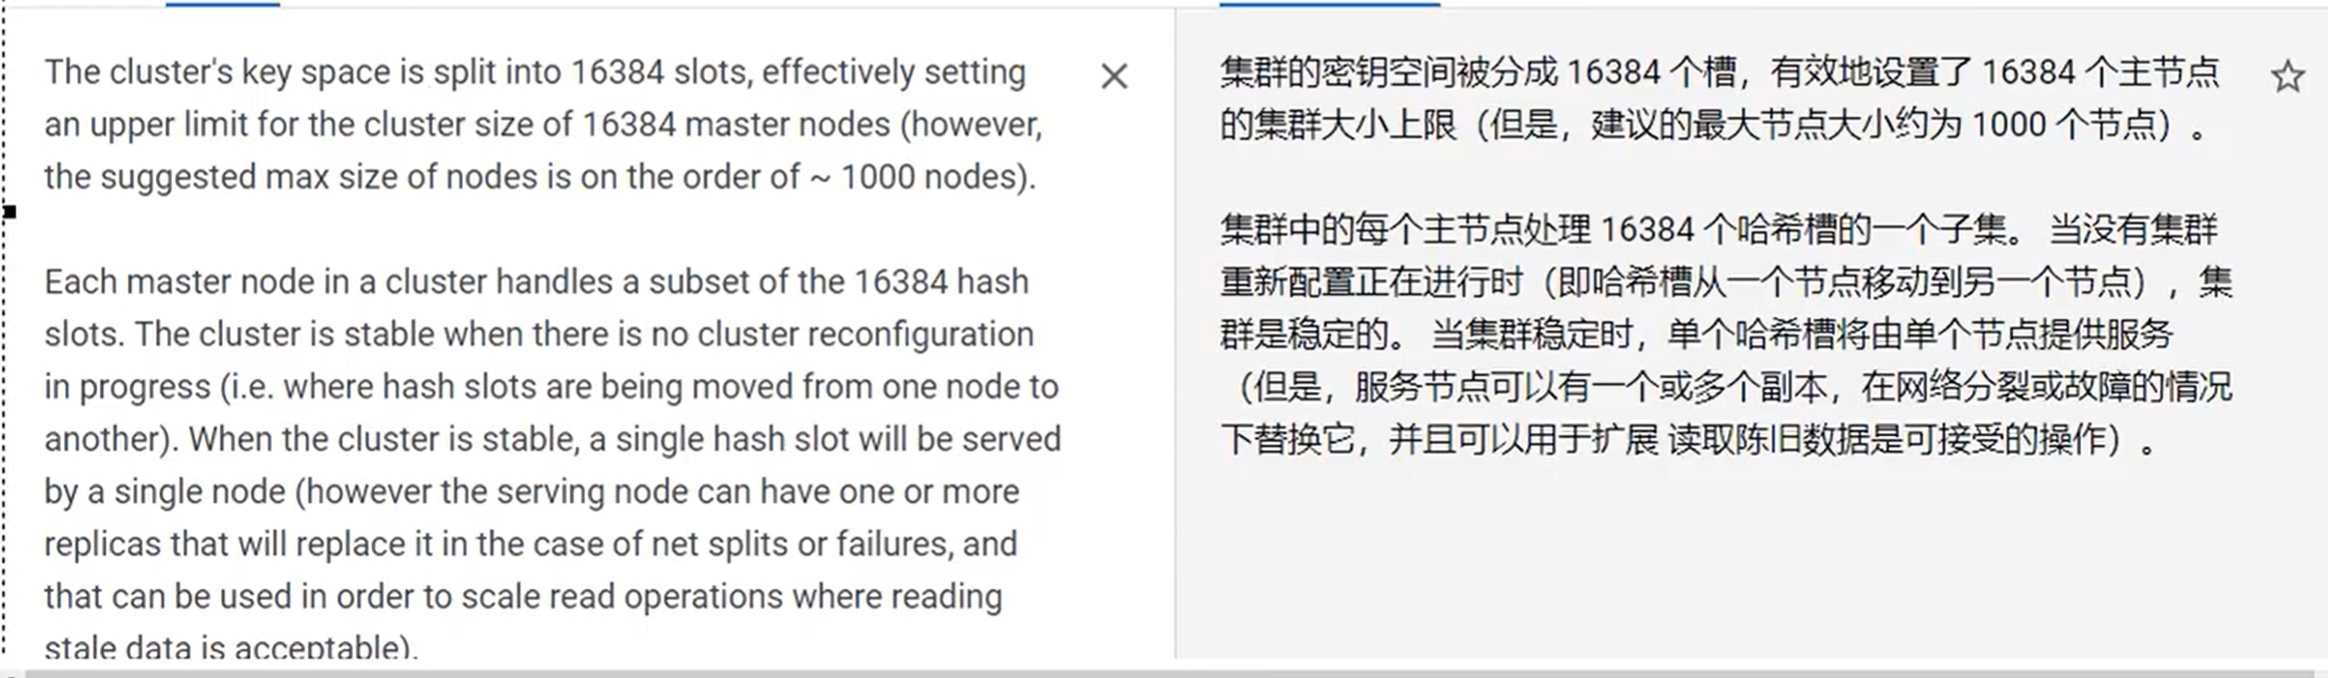 The cluster's key space is split into 16384 slots, effectively setting
an upper limit for the cluster size of 16384 master nodes (however,
the suggested max size of nodes is on the order of ~ 1000 nodes).
Each master node in a cluster handles a subset of the 16384 hash
slots. The cluster is stable when there is no cluster reconfiguration
in progress (i.e. where hash slots are being moved from one node to
another). When the cluster is stable, a single hash slot will be served
by a single node (however the serving node can have one or more
replicas that will replace it in the case of net splits or failures, and
that can be used in order to scale read operations where reading
stale data is acceptable).
集群的密钥空间被分成 16384 个槽，有效地设置了 16384 个主节点
的集群大小上限（但是，建议的最大节点大小约为 1000 个节点）。
集群中的每个主节点处理 16384 个哈希槽的一个子集。 当没有集群
重新配置正在进行时（即哈希槽从一个节点移动到另一个节点），集
群是稳定的。 当集群稳定时，单个哈希槽将由单个节点提供服务
（但是，服务节点可以有一个或多个副本，在网络分裂或故障的情况
下替换它，并且可以用于扩展 读取陈旧数据是可接受的操作）。